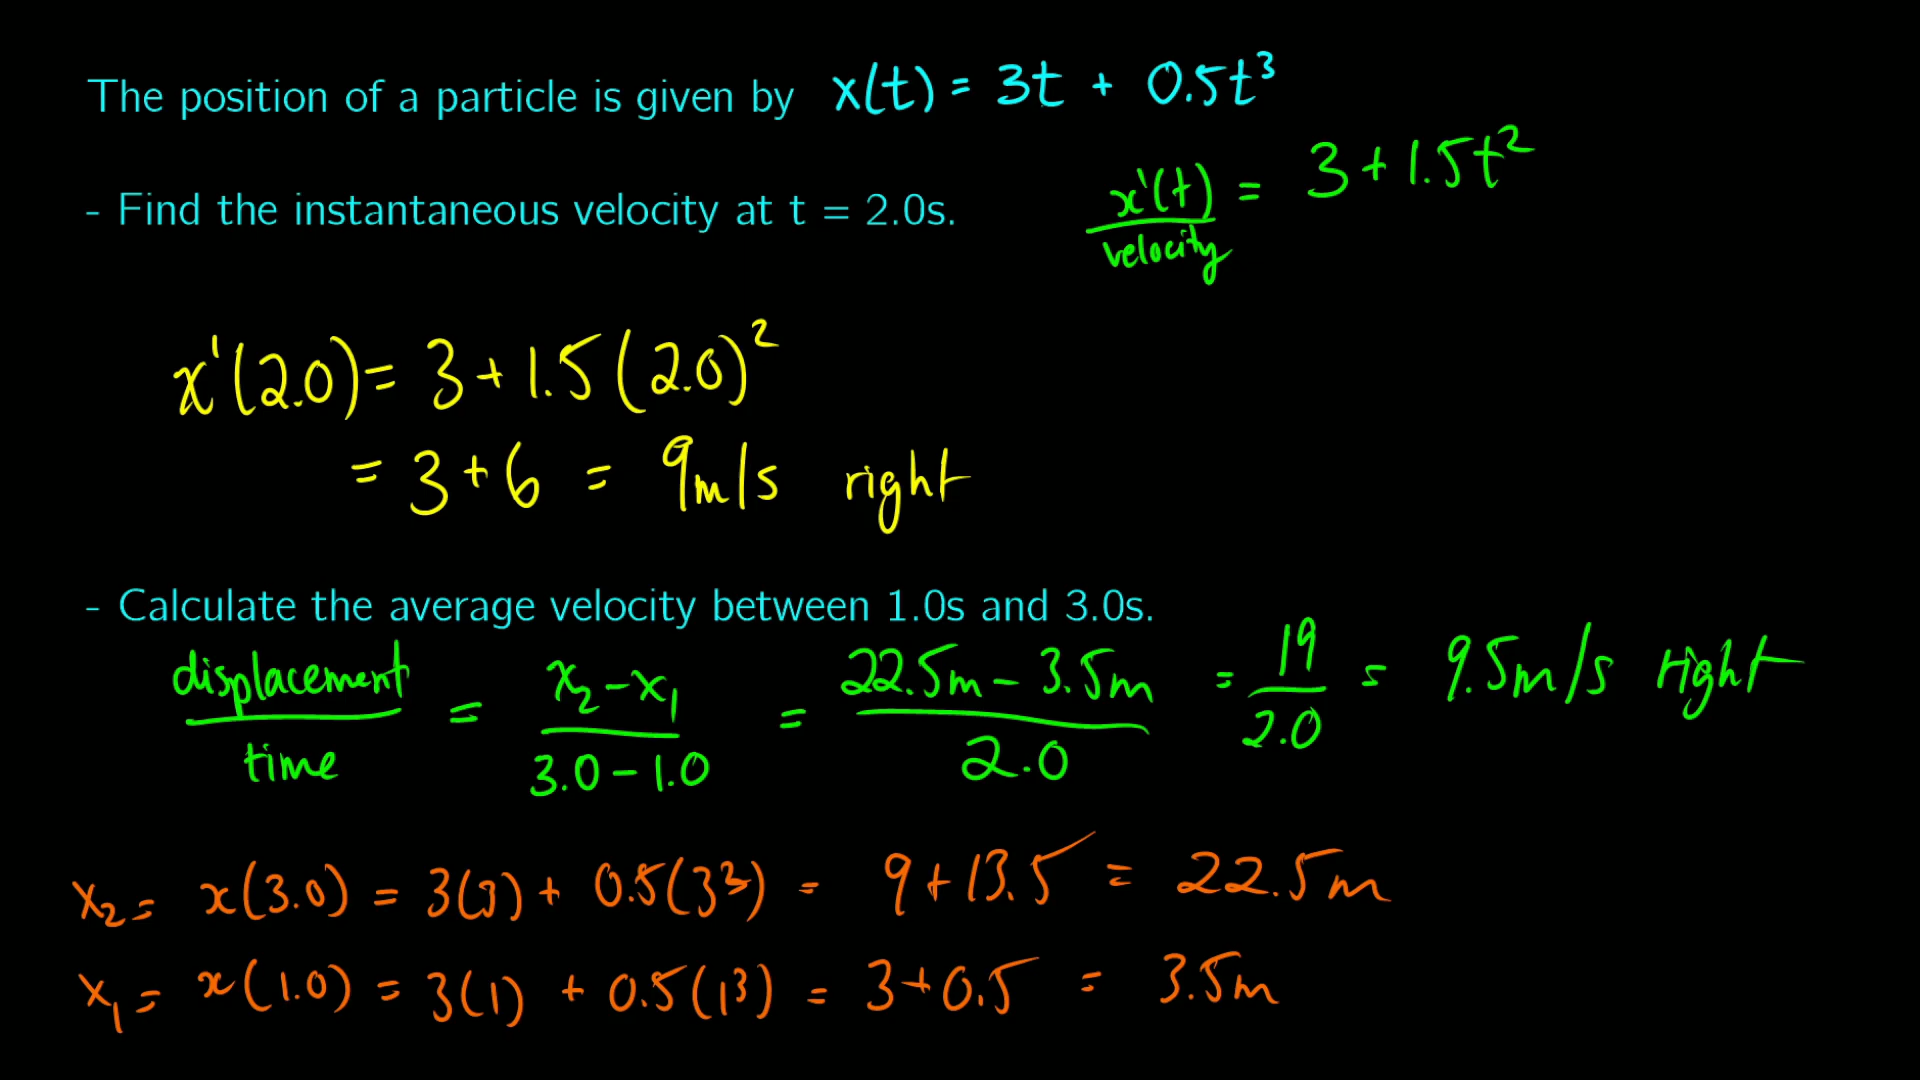 The position of a particle is given by x(t) = 3t + 0.5t³
x'(t) = 3 + 1.5t²
velocity
- Find the instantaneous velocity at t = 2.0s.
x'(2.0) = 3 + 1.5(2.0)²
= 3 + 6 = 9m/s right
- Calculate the average velocity between 1.0s and 3.0s.
displacement/time = x₂ - x₁/3.0 - 1.0 = 22.5m - 3.5m/2.0 = 19/2.0 = 9.5m/s right
x₂ = x(3.0) = 3(3) + 0.5(3³) = 9 + 13.5 = 22.5m
x₁ = x(1.0) = 3(1) + 0.5(1³) = 3 + 0.5 = 3.5m